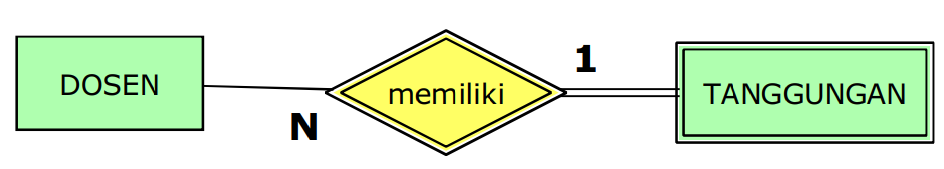 DOSEN
N
memiliki
1
TANGGUNGAN